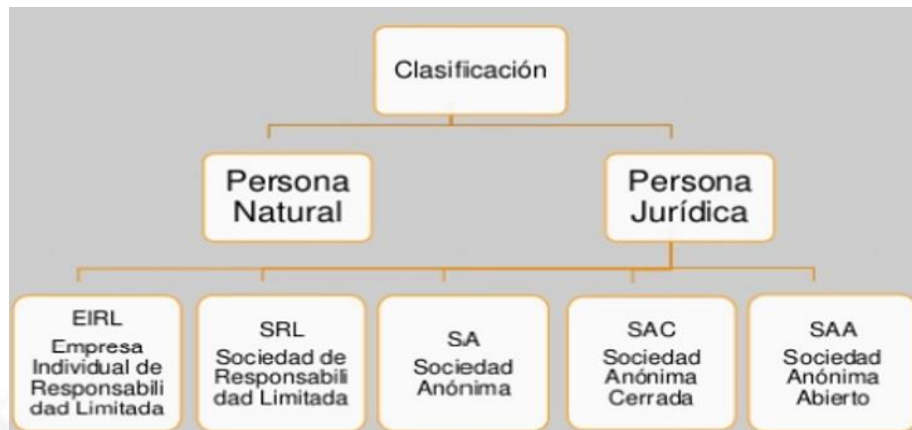 Clasificación
Persona
Natural
Persona
Jurídica
EIRL
Empresa
Individual de
Responsabili
dad Limitada
SRL
Sociedad de
Responsabili
dad Limitada
SA
Sociedad
Anónima
SAC
Sociedad
Anónima
Cerrada
SAA
Sociedad
Anónima
Abierto